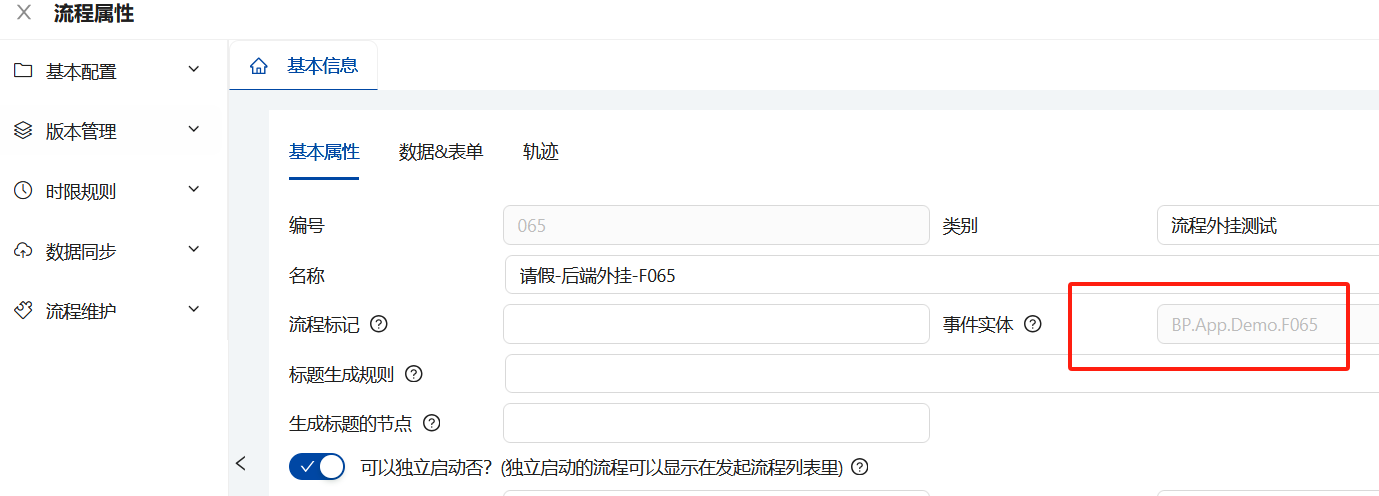 流程属性
基本配置
版本管理
时限规则
数据同步
流程维护
基本信息
基本属性 数据&表单 轨迹
编号 065 类别 流程外挂测试
名称 请假-后端外挂-F065
流程标记 事件实体 BP.App.Demo.F065
标题生成规则
生成标题的节点
可以独立启动否? (独立启动的流程可以显示在发起流程列表里)